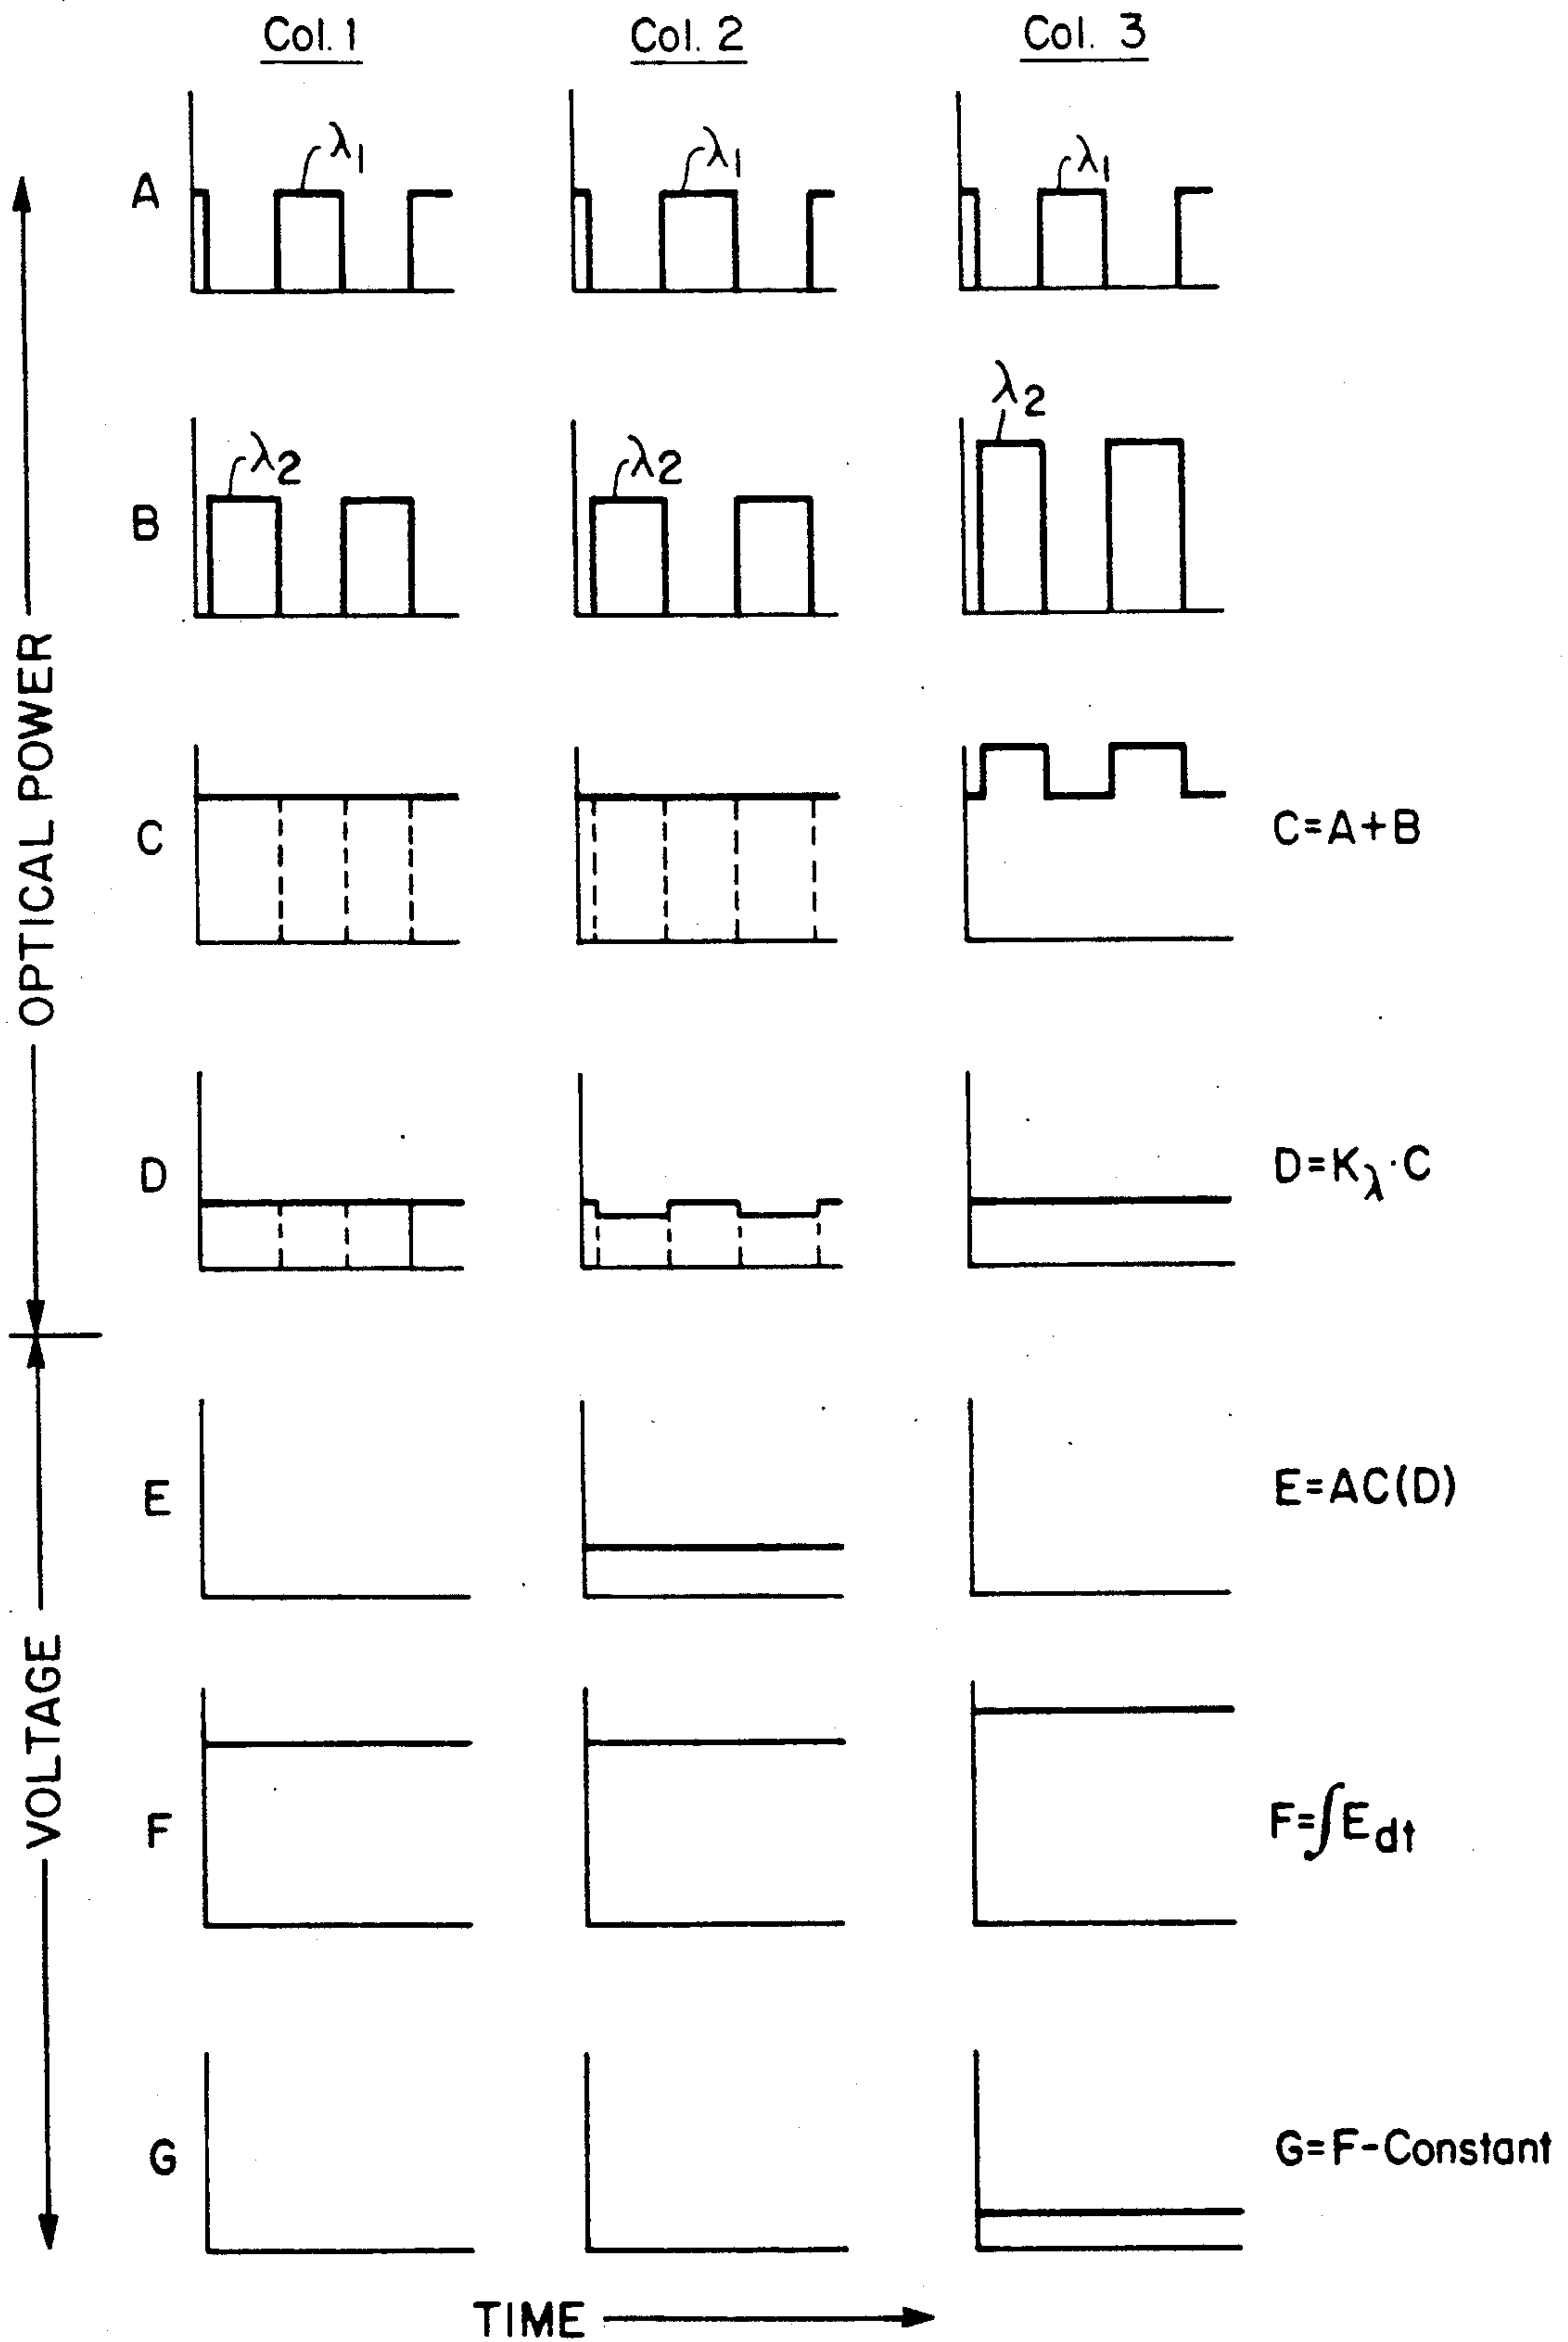 Col. 1
Col. 2
Col. 3
A
λ1
λ1
λ1
B
λ2
λ2
λ2
OPTICAL POWER
C
C=A+B
D
D=Kλ·C
E
E=AC(D)
VOLTAGE
F
F=∫Edt
G
G=F-Constant
TIME